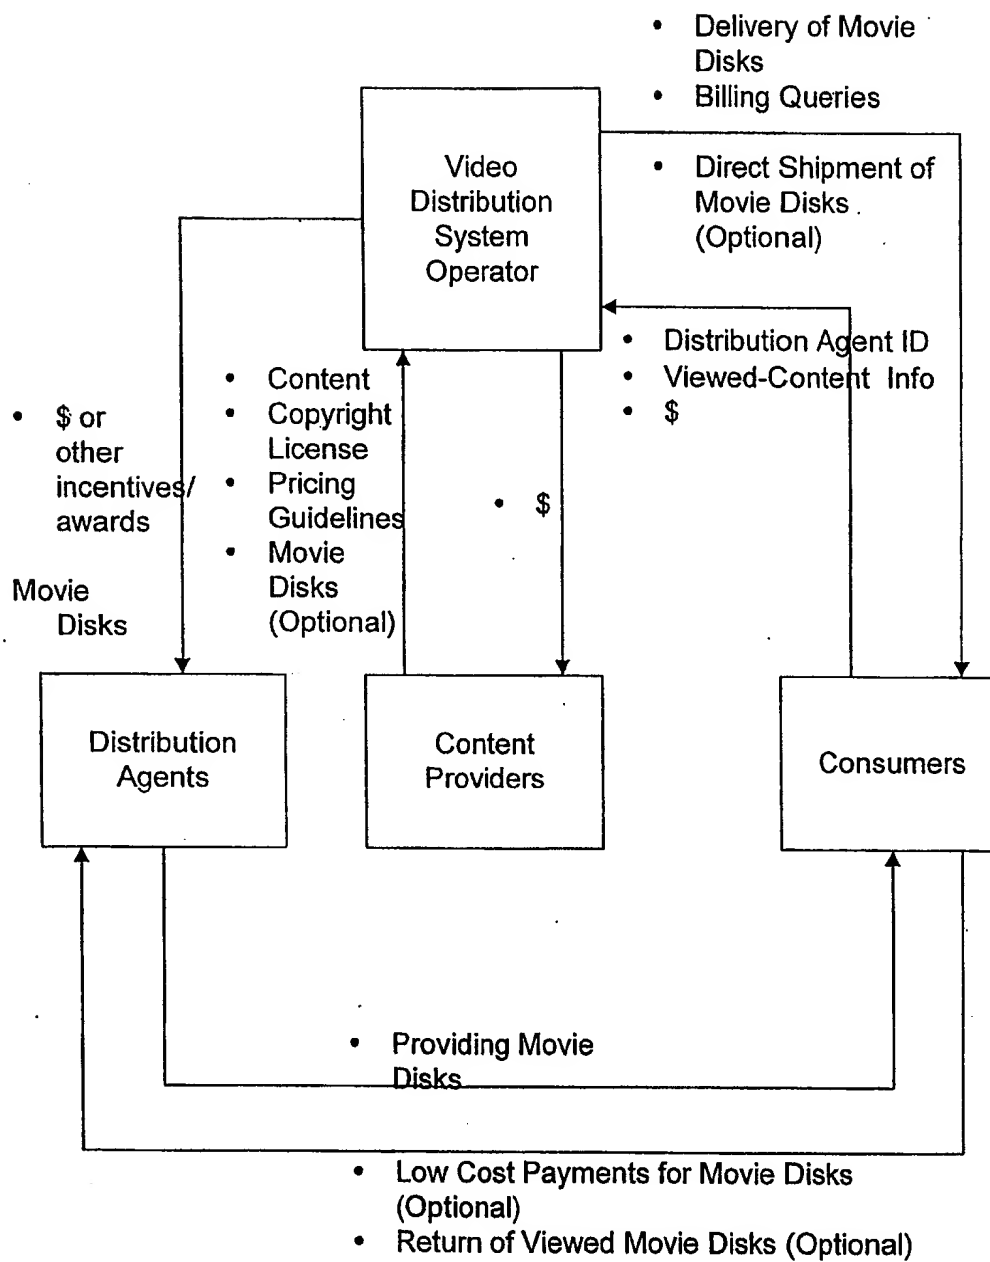 • Delivery of Movie
Disks
• Billing Queries
• Direct Shipment of
Movie Disks
(Optional)
Video
Distribution
System
Operator
• Distribution Agent ID
• Viewed-Content Info
• $
• $ or
other
incentives/
awards
Movie
Disks
• Content
• Copyright
License
• Pricing
Guidelines
• Movie
Disks
(Optional)
• $
Distribution
Agents
Content
Providers
Consumers
• Providing Movie
Disks
• Low Cost Payments for Movie Disks
(Optional)
• Return of Viewed Movie Disks (Optional)